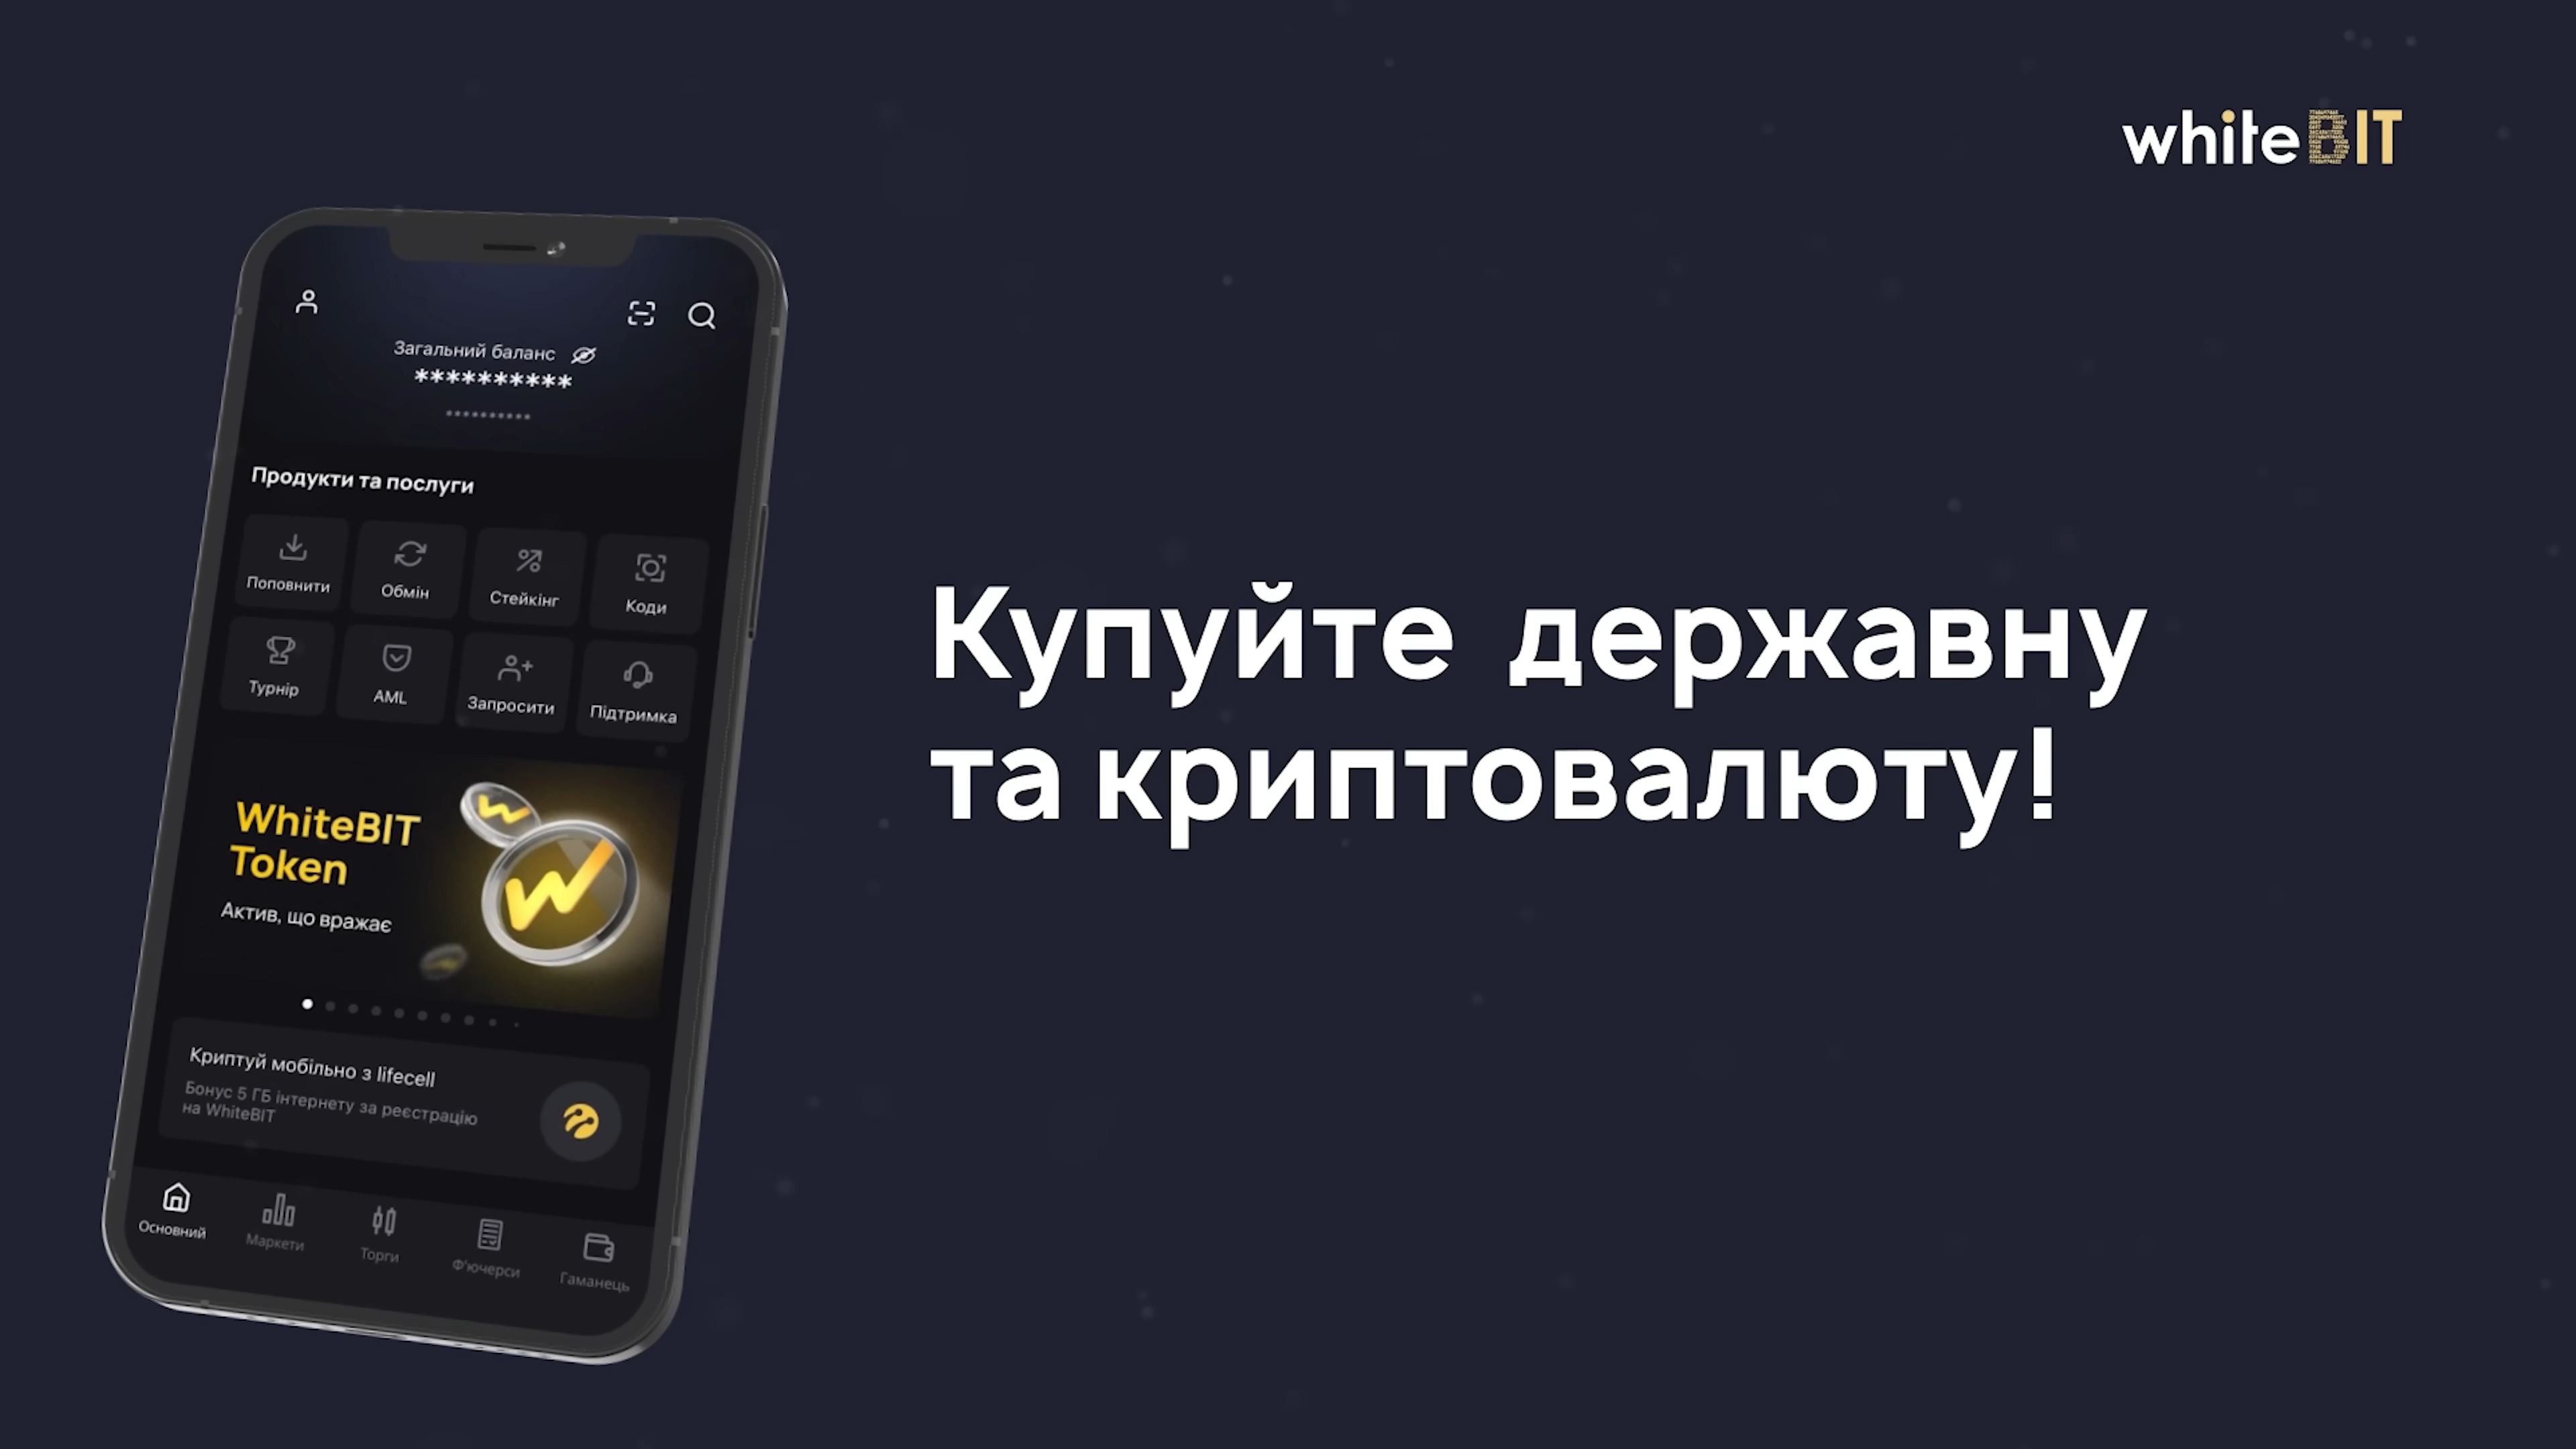 whiteBIT
Загальний баланс
**********
Продукти та послуги
Поповнити
Обмін
Стейкінг
Коди
Турнір
AML
Запросити
Підтримка
WhiteBIT
Token
Актив, що вражає
Криптуй мобільно з lifecell
Бонус 5 ГБ інтернету за реєстрацію
на WhiteBIT
Основний
Маркети
Торги
Ф'ючерси
Гаманець
Купуйте державну
та криптовалюту!